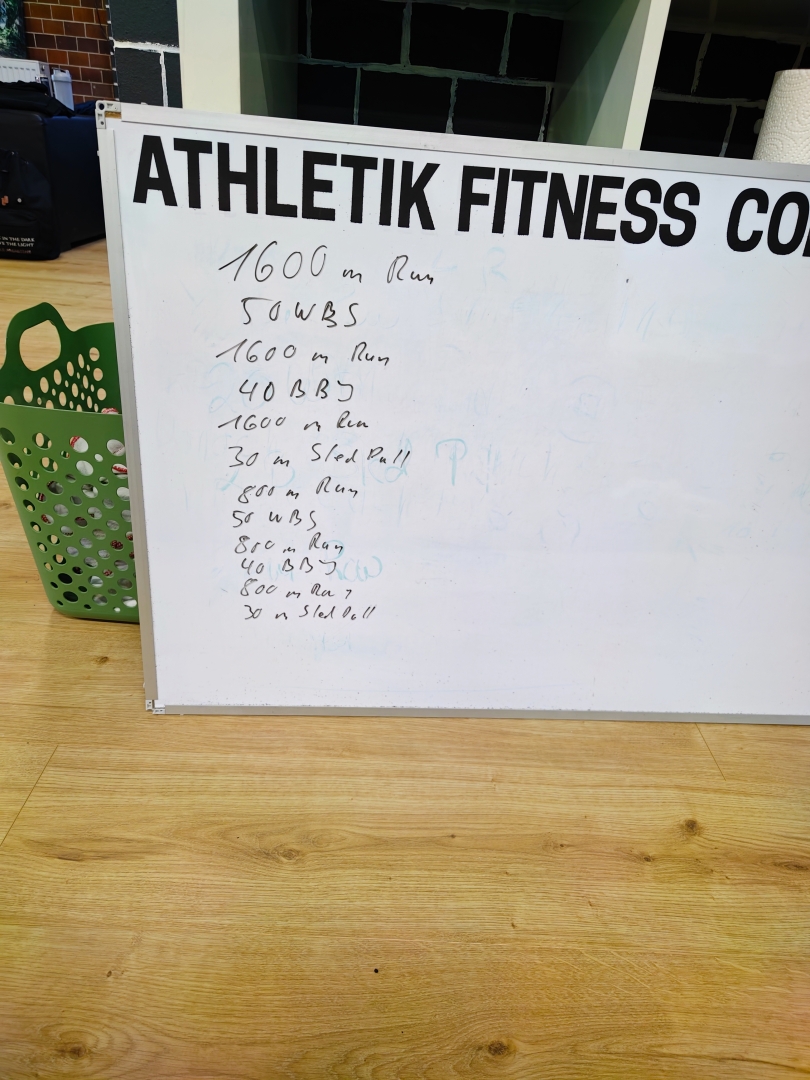 ATHLETIK FITNESS CO
1600 m Run
50 WBS
1600 m Run
40 BBJ
1600 m Run
30 m Sled Pull
800 m Run
50 WBS
800 m Run
40 BBJ
800 m Run
30 m Sled Pull